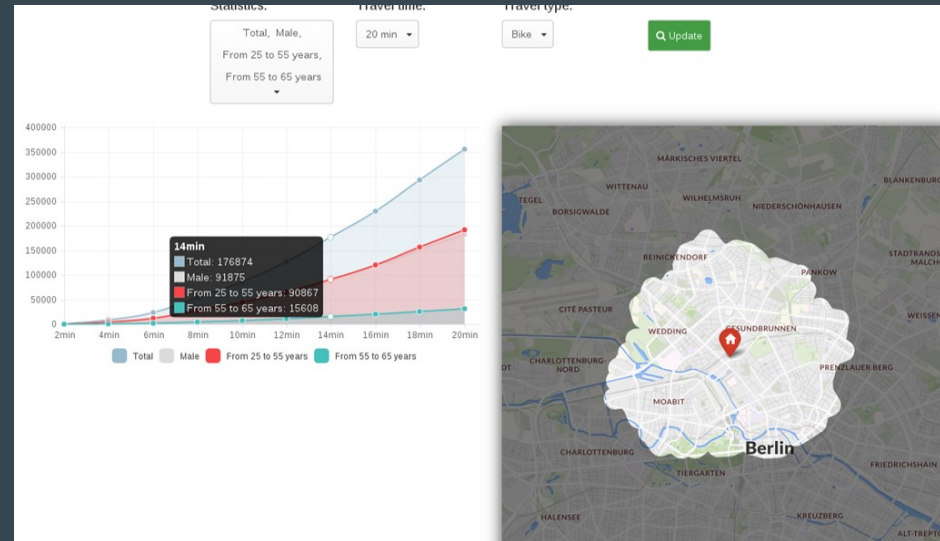 Statistics: Travel time: Travel type:
Total, Male,
From 25 to 55 years,
From 55 to 65 years
20 min
Bike
Update
400000
350000
300000
250000
200000
150000
100000
50000
0
14min
Total: 176874
Male: 91875
From 25 to 55 years: 90867
From 55 to 65 years: 15608
2min 4min 6min 8min 10min 12min 14min 16min 18min 20min
Total Male From 25 to 55 years From 55 to 65 years
MÄRKISCHES VIERTEL
BLANKENBURG
WITTENAU
TEGEL
WILHELMSRUH
BORSIGWALDE
NIEDERSCHÖNHAUSEN
REINICKENDORF
PANKOW
CITÉ PASTEUR
WEDDING
GESUNDBRUNNEN
CHARLOTTENBURG-
NORD
PRENZLAUER BERG
MOABIT
Berlin
CHARLOTTENBURG
TIERGARTEN
FRIEDRICHSHAIN
HALENSEE
KREUZBERG